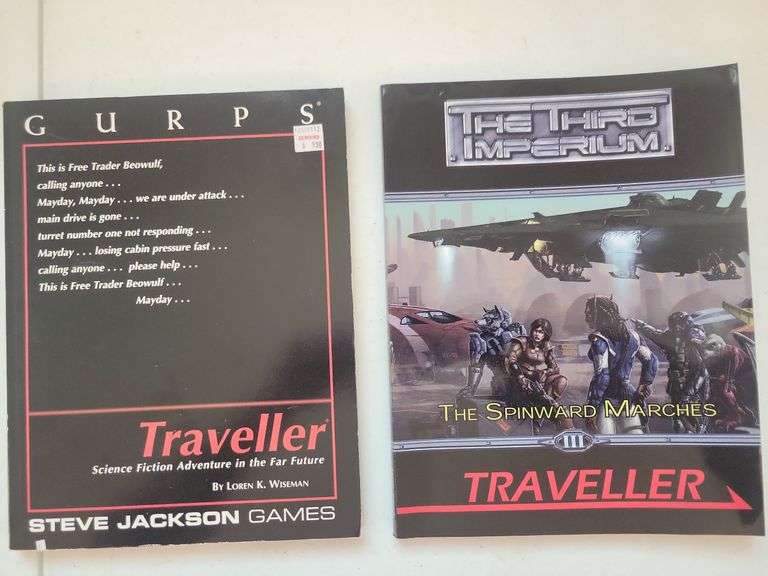 GURPS®
This is Free Trader Beowulf,
calling anyone . . .
Mayday, Mayday . . . we are under attack . . .
main drive is gone . . .
turret number one not responding . . .
Mayday . . . losing cabin pressure fast . . .
calling anyone . . . please help . . .
This is Free Trader Beowulf . . .
Mayday . . .
Traveller®
Science Fiction Adventure in the Far Future
BY LOREN K. WISEMAN
STEVE JACKSON GAMES
THE THIRD
IMPERIUM
THE SPINWARD MARCHES
III
TRAVELLER